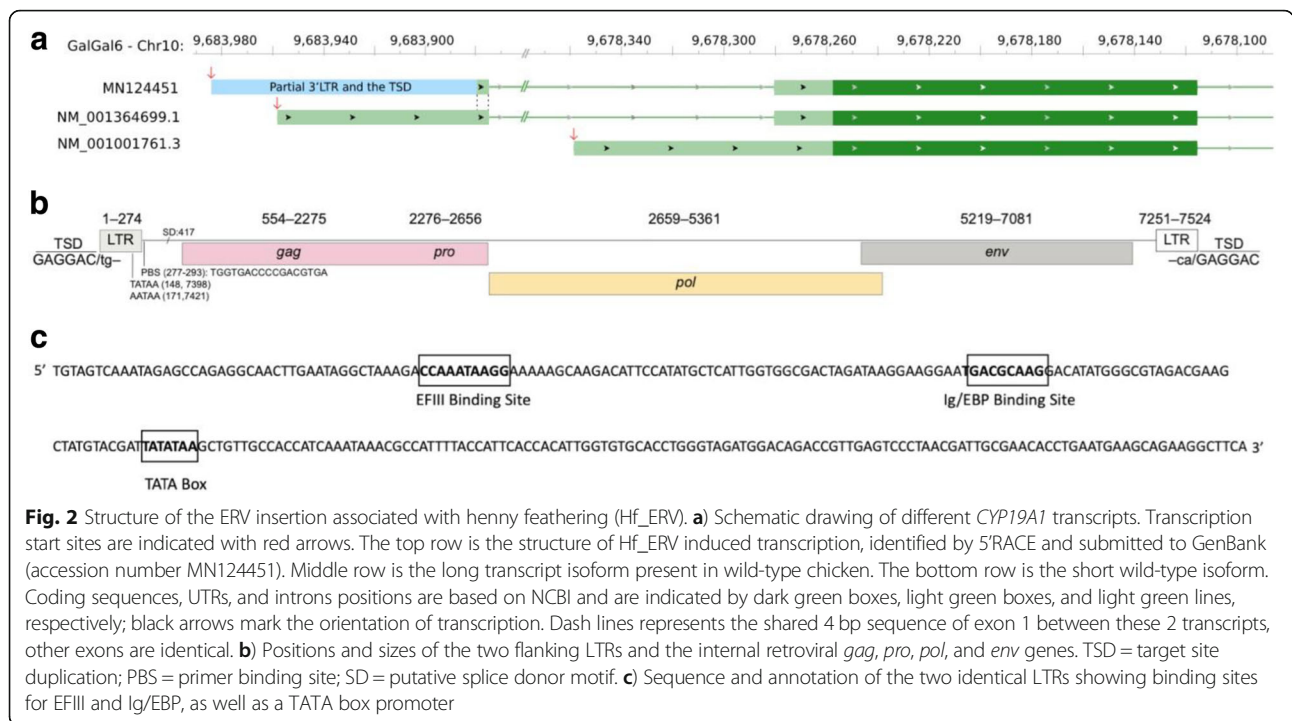 a
GalGal6 - Chr10: 9,683,980 9,683,940 9,683,900 9,678,340 9,678,300 9,678,260 9,678,220 9,678,180 9,678,140 9,678,100
MN124451 Partial 3'LTR and the TSD
NM_001364699.1
NM_001001761.3
b
1–274 554–2275 2276–2656 2659–5361 5219–7081 7251–7524
SD:417
TSD LTR gag pro env LTR TSD
GAGGAC/tg– –ca/GAGGAC
PBS (277-293): TGGTGACCCCGACGTGA
TATAA (148, 7398)
AATAA (171,7421)
pol
c
5' TGTAGTCAAATAGAGCCAGAGGCAACTTGAATAGGCTAAAGACCAAATAAGGAAAAAGCAAGACATTCCATATGCTCATTGGTGGCGACTAGATAAGGAAGGAATGACGCAAGGACATATGGGCGTAGACGAAG
EFIII Binding Site Ig/EBP Binding Site
CTATGTACGATTATATAAGCTGTTGCCACCATCAAATAAACGCCATTTTACCATTCACCACATTGGTGTGCACCTGGGTAGATGGACAGACCGTTGAGTCCCTAACGATTGCGAACACCTGAATGAAGCAGAAGGCTTCA 3'
TATA Box
Fig. 2 Structure of the ERV insertion associated with henny feathering (Hf_ERV). a) Schematic drawing of different CYP19A1 transcripts. Transcription
start sites are indicated with red arrows. The top row is the structure of Hf_ERV induced transcription, identified by 5'RACE and submitted to GenBank
(accession number MN124451). Middle row is the long transcript isoform present in wild-type chicken. The bottom row is the short wild-type isoform.
Coding sequences, UTRs, and introns positions are based on NCBI and are indicated by dark green boxes, light green boxes, and light green lines,
respectively; black arrows mark the orientation of transcription. Dash lines represents the shared 4 bp sequence of exon 1 between these 2 transcripts,
other exons are identical. b) Positions and sizes of the two flanking LTRs and the internal retroviral gag, pro, pol, and env genes. TSD = target site
duplication; PBS = primer binding site; SD = putative splice donor motif. c) Sequence and annotation of the two identical LTRs showing binding sites
for EFIII and Ig/EBP, as well as a TATA box promoter